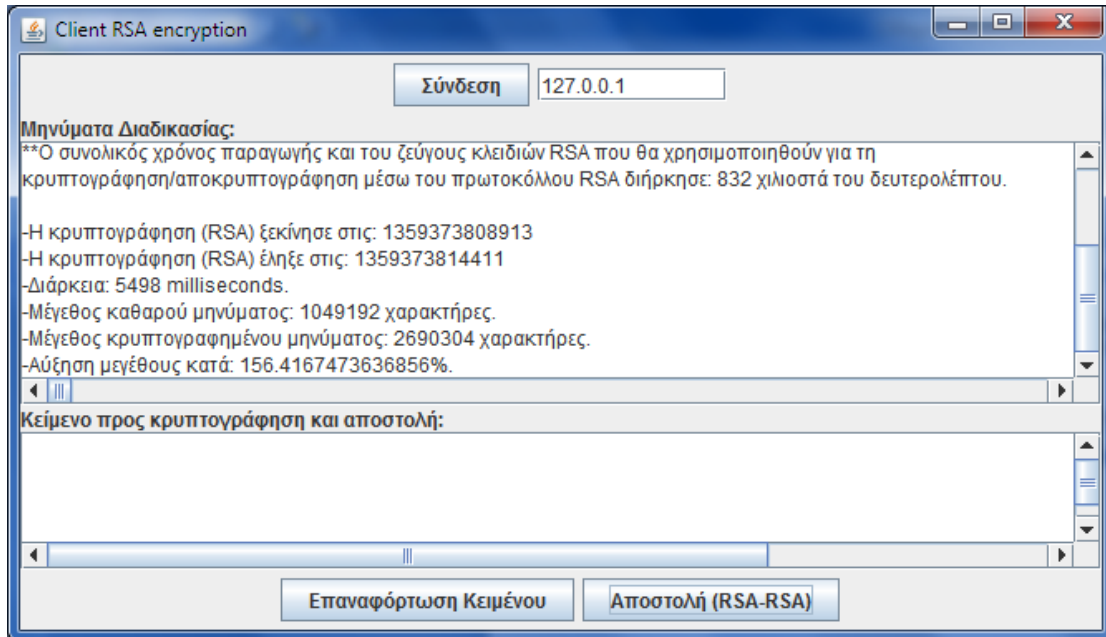 Client RSA encryption
Σύνδεση 127.0.0.1
Μηνύματα Διαδικασίας:
**Ο συνολικός χρόνος παραγωγής και του ζεύγους κλειδιών RSA που θα χρησιμοποιηθούν για τη
κρυπτογράφηση/αποκρυπτογράφηση μέσω του πρωτοκόλλου RSA διήρκησε: 832 χιλιοστά του δευτερολέπτου.
-Η κρυπτογράφηση (RSA) ξεκίνησε στις: 1359373808913
-Η κρυπτογράφηση (RSA) έληξε στις: 1359373814411
-Διάρκεια: 5498 milliseconds.
-Μέγεθος καθαρού μηνύματος: 1049192 χαρακτήρες.
-Μέγεθος κρυπτογραφημένου μηνύματος: 2690304 χαρακτήρες.
-Αύξηση μεγέθους κατά: 156.4167473636856%.
Κείμενο προς κρυπτογράφηση και αποστολή:
Επαναφόρτωση Κειμένου Αποστολή (RSA-RSA)